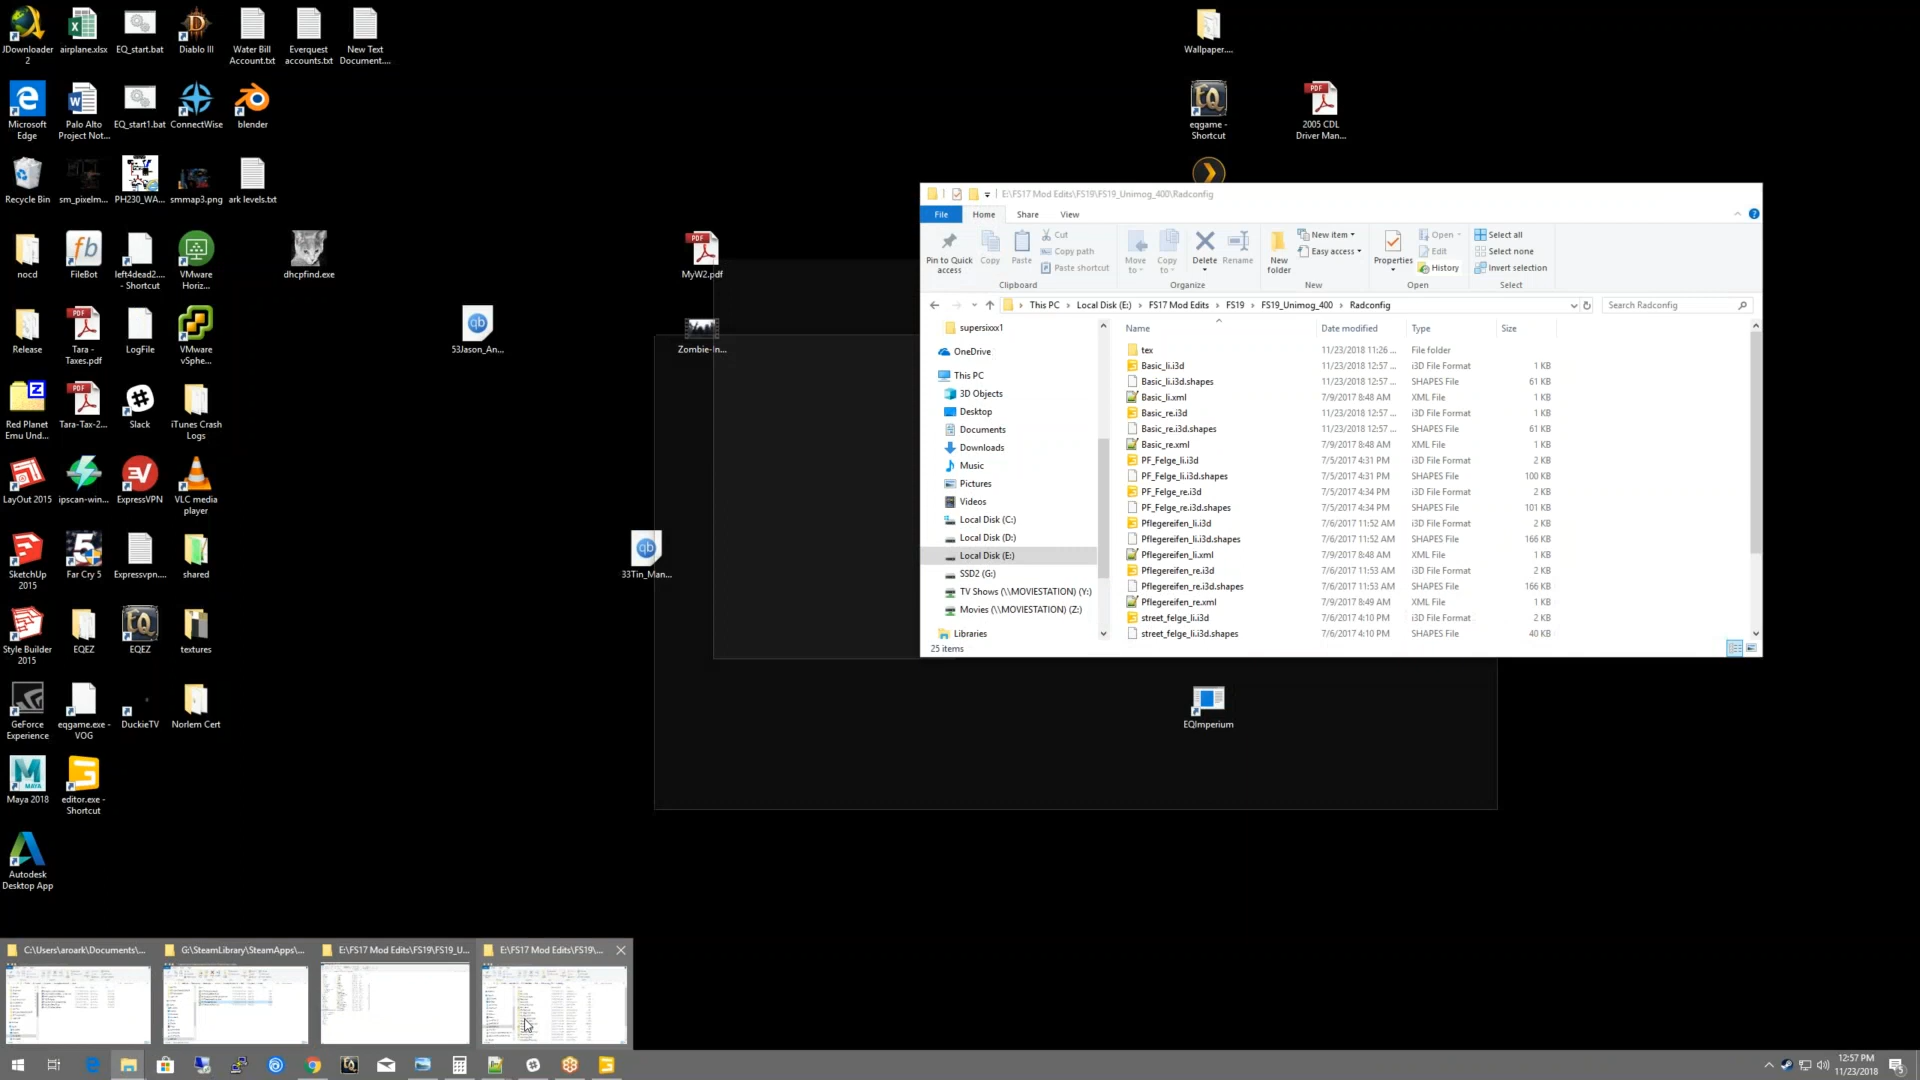 JDownloader 2
airplane.xlsx
EQ_start.bat
Diablo III
Water Bill Account.txt
Everquest accounts.txt
New Text Document....
Wallpaper....
Microsoft Edge
Palo Alto Project Not...
EQ_start1.bat
ConnectWise
blender
eqgame - Shortcut
2005 CDL Driver Man...
Recycle Bin
sm_pixelm...
PH230_WA...
smmap3.png
ark levels.txt
nocd
FileBot
left4dead2.... - Shortcut
VMware Horiz...
dhcpfind.exe
MyW2.pdf
Release
Tara - Taxes.pdf
LogFile
VMware vSphe...
53Jason_An...
Zombie-In...
Red Planet Emu Und...
Tara-Tax-2...
Slack
iTunes Crash Logs
LayOut 2015
ipscan-win...
ExpressVPN
VLC media player
SketchUp 2015
Far Cry 5
Expressvpn....
shared
33Tin_Man...
Style Builder 2015
EQEZ
EQEZ
textures
GeForce Experience
eqgame.exe - VOG
DuckieTV
Norlem Cert
EQImperium
Maya 2018
editor.exe - Shortcut
Autodesk Desktop App
E:\FS17 Mod Edits\FS19\FS19_Unimog_400\Radconfig
File Home Share View
Pin to Quick access
Copy
Paste
Cut
Copy path
Paste shortcut
Clipboard
Move to
Copy to
Delete
Rename
Organize
New folder
New item
Easy access
New
Properties
Open
Edit
History
Open
Select all
Select none
Invert selection
Select
This PC > Local Disk (E:) > FS17 Mod Edits > FS19 > FS19_Unimog_400 > Radconfig
Search Radconfig
supersixxx1
OneDrive
This PC
3D Objects
Desktop
Documents
Downloads
Music
Pictures
Videos
Local Disk (C:)
Local Disk (D:)
Local Disk (E:)
SSD2 (G:)
TV Shows (\\MOVIESTATION) (Y:)
Movies (\\MOVIESTATION) (Z:)
Libraries
Name Date modified Type Size
tex 11/23/2018 11:26 ... File folder
Basic_li.i3d 11/23/2018 12:57 ... i3D File Format 1 KB
Basic_li.i3d.shapes 11/23/2018 12:57 ... SHAPES File 61 KB
Basic_li.xml 7/9/2017 8:48 AM XML File 1 KB
Basic_re.i3d 11/23/2018 12:57 ... i3D File Format 1 KB
Basic_re.i3d.shapes 11/23/2018 12:57 ... SHAPES File 61 KB
Basic_re.xml 7/9/2017 8:48 AM XML File 1 KB
PF_Felge_li.i3d 7/5/2017 4:31 PM i3D File Format 2 KB
PF_Felge_li.i3d.shapes 7/5/2017 4:31 PM SHAPES File 100 KB
PF_Felge_re.i3d 7/5/2017 4:34 PM i3D File Format 2 KB
PF_Felge_re.i3d.shapes 7/5/2017 4:34 PM SHAPES File 101 KB
Pflegereifen_li.i3d 7/6/2017 11:52 AM i3D File Format 2 KB
Pflegereifen_li.i3d.shapes 7/6/2017 11:52 AM SHAPES File 166 KB
Pflegereifen_li.xml 7/9/2017 8:48 AM XML File 1 KB
Pflegereifen_re.i3d 7/6/2017 11:53 AM i3D File Format 2 KB
Pflegereifen_re.i3d.shapes 7/6/2017 11:53 AM SHAPES File 166 KB
Pflegereifen_re.xml 7/9/2017 8:49 AM XML File 1 KB
street_felge_li.i3d 7/6/2017 4:10 PM i3D File Format 2 KB
street_felge_li.i3d.shapes 7/6/2017 4:10 PM SHAPES File 40 KB
25 items
C:\Users\aroark\Documents\...
G:\SteamLibrary\SteamApps\...
E:\FS17 Mod Edits\FS19\FS19_U...
E:\FS17 Mod Edits\FS19\...
12:57 PM
11/23/2018